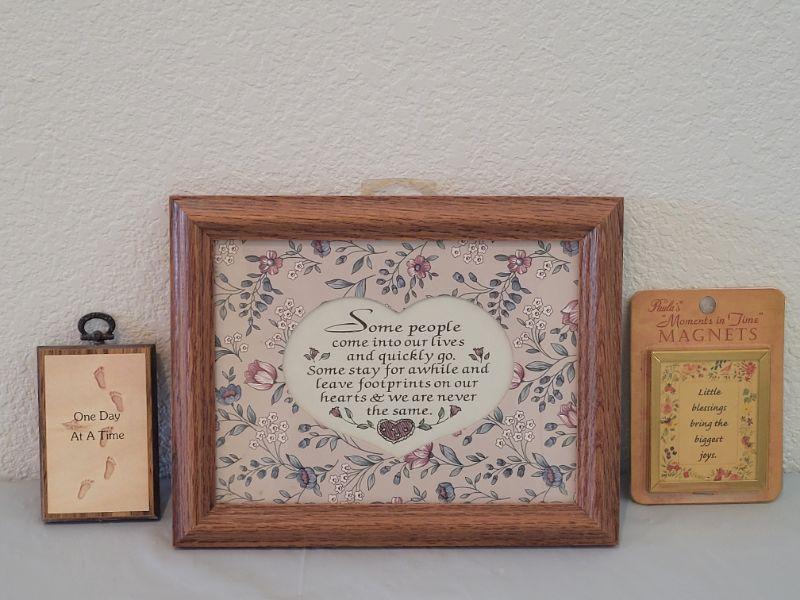 One Day
At A Time
Some people
come into our lives
and quickly go.
Some stay for awhile and
leave footprints on our
hearts & we are never
the same.
Paula's
"Moments in Time"
MAGNETS
Little
blessings
bring the
biggest
joys.